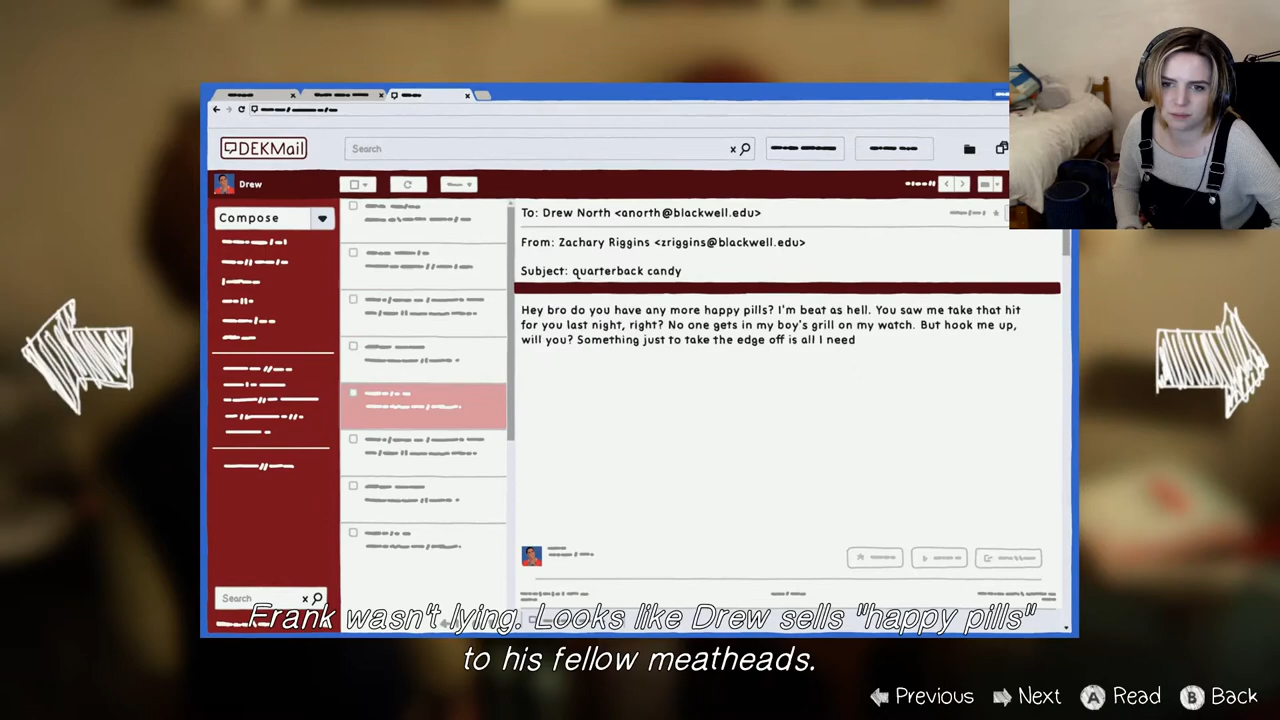 DEKMail
Search
x
Drew
Compose
To: Drew North <anorth@blackwell.edu>
From: Zachary Riggins <zriggins@blackwell.edu>
Subject: quarterback candy
Hey bro do you have any more happy pills? I'm beat as hell. You saw me take that hit
for you last night, right? No one gets in my boy's grill on my watch. But hook me up,
will you? Something just to take the edge off is all I need
Search
x
Frank wasn't lying. Looks like Drew sells "happy pills"
to his fellow meatheads.
Previous Next A Read B Back